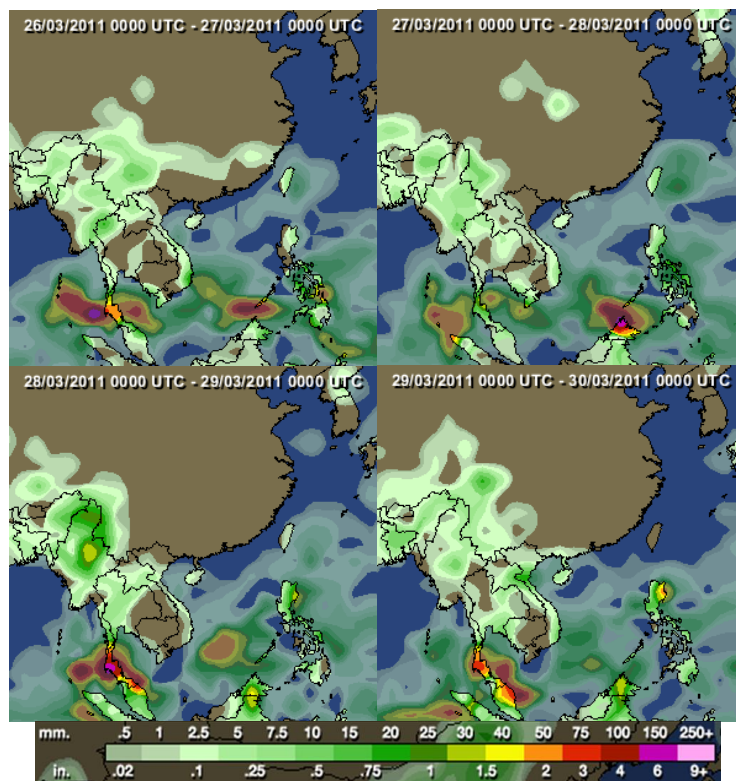 26/03/2011 0000 UTC - 27/03/2011 0000 UTC
27/03/2011 0000 UTC - 28/03/2011 0000 UTC
28/03/2011 0000 UTC - 29/03/2011 0000 UTC
29/03/2011 0000 UTC - 30/03/2011 0000 UTC
mm. .5 1 2.5 5 7.5 10 15 20 25 30 40 50 75 100 150 250+
in. .02 .1 .25 .5 .75 1 1.5 2 3 4 6 9+